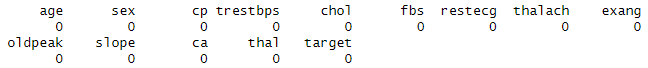 age sex cp trestbps chol fbs restecg thalach exang
0 0 0 0 0 0 0 0 0
oldpeak slope ca thal target
0 0 0 0 0